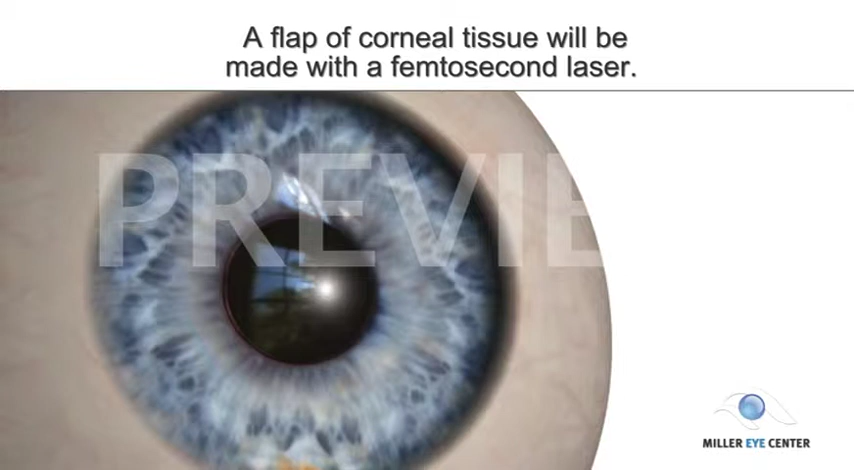 A flap of corneal tissue will be
made with a femtosecond laser.
PREVIE
MILLER EYE CENTER